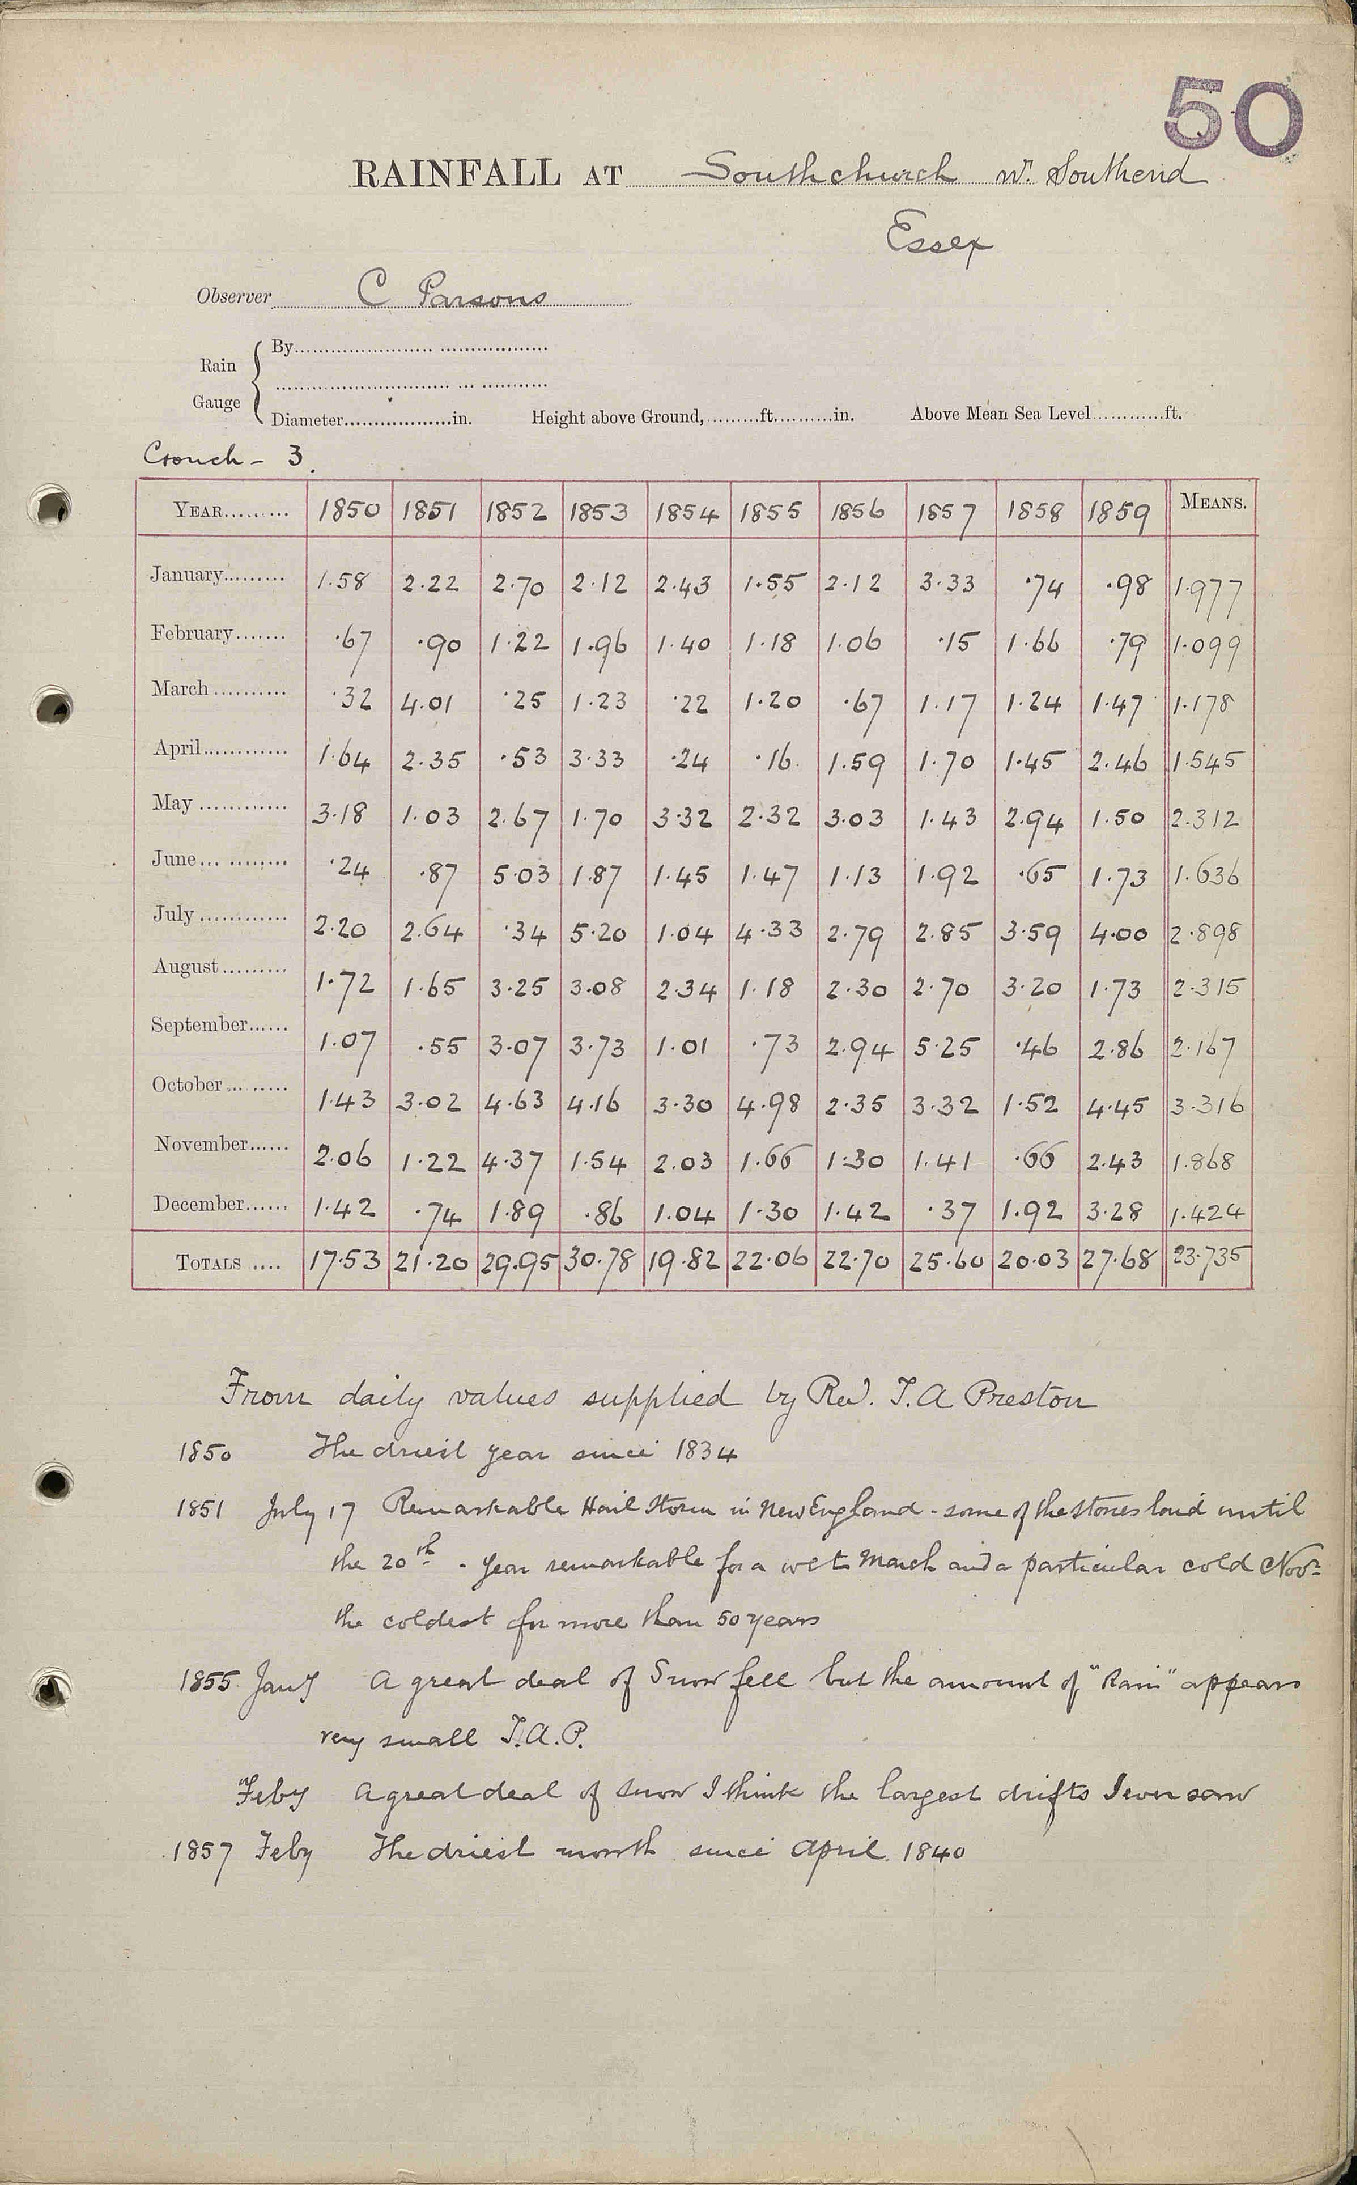 50
RAINFALL AT Southchurch nr. Southend
Essex
Observer C Parsons
Rain Gauge { By
Diameter in. Height above Ground, ft. in. Above Mean Sea Level ft.
Crouch - 3.
YEAR 1850 1851 1852 1853 1854 1855 1856 1857 1858 1859 MEANS.
January 1.58 2.22 2.70 2.12 2.43 1.55 2.12 3.33 .74 .98 1.977
February .67 .90 1.22 1.96 1.40 1.18 1.06 .15 1.66 .79 1.099
March .32 4.01 .25 1.23 .22 1.20 .67 1.17 1.24 1.47 1.178
April 1.64 2.35 .53 3.33 .24 .16 1.59 1.70 1.45 2.46 1.545
May 3.18 1.03 2.67 1.70 3.32 2.32 3.03 1.43 2.94 1.50 2.312
June .24 .87 5.03 1.87 1.45 1.47 1.13 1.92 .65 1.73 1.636
July 2.20 2.64 .34 5.20 1.04 4.33 2.79 2.85 3.59 4.00 2.898
August 1.72 1.65 3.25 3.08 2.34 1.18 2.30 2.70 3.20 1.73 2.315
September 1.07 .55 3.07 3.73 1.01 .73 2.94 5.25 .46 2.86 2.167
October 1.43 3.02 4.63 4.16 3.30 4.98 2.35 3.32 1.52 4.45 3.316
November 2.06 1.22 4.37 1.54 2.03 1.66 1.30 1.41 .66 2.43 1.868
December 1.42 .74 1.89 .86 1.04 1.30 1.42 .37 1.92 3.28 1.424
TOTALS 17.53 21.20 29.95 30.78 19.82 22.06 22.70 25.60 20.03 27.68 23.735
From daily values supplied by Rev. T. A Preston
1850 The driest year since 1834
1851 July 17 Remarkable Hail Storm in New England - some of the stones laid until
the 20th - Year remarkable for a wet March and a particular cold Novr
the coldest for more than 50 years
1855 Jany A great deal of Snow fell but the amount of "Rain" appears
very small T.A.P.
Feby A great deal of snow I think the largest drifts I ever saw
1857 Feby The driest month since April 1840